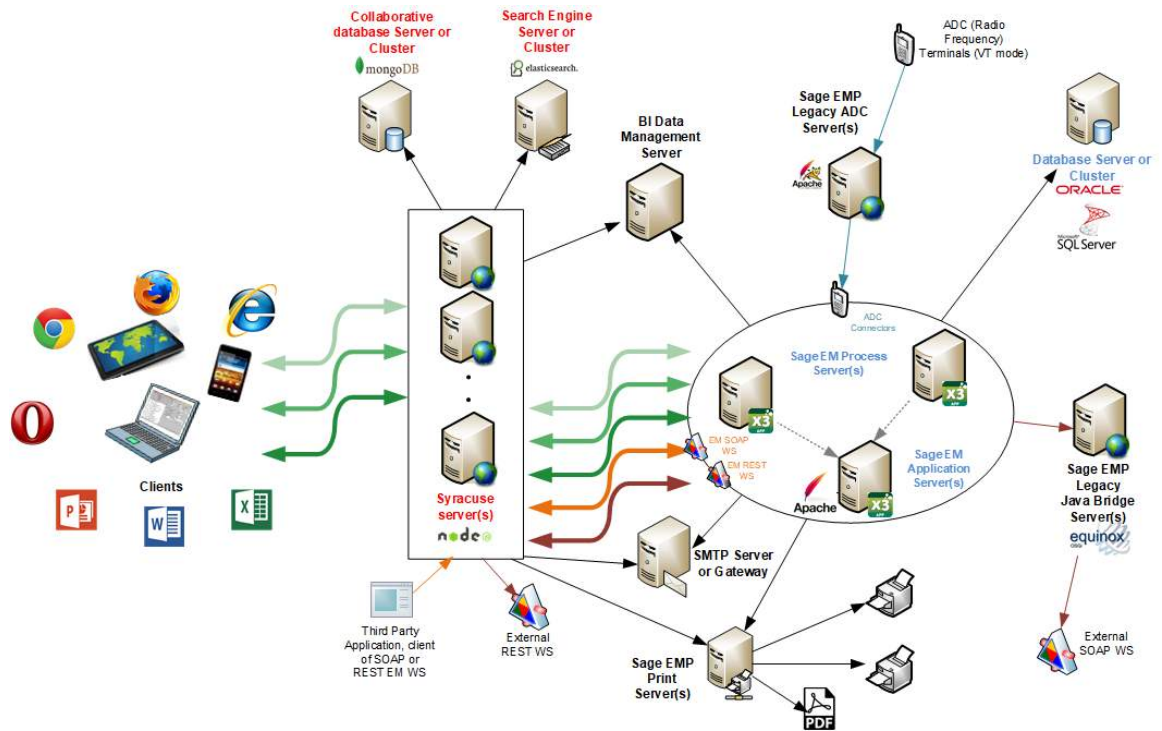 Collaborative
database Server or
Cluster
mongoDB
Search Engine
Server or
Cluster
elasticsearch.
ADC (Radio
Frequency)
Terminals (VT mode)
Sage EMP
Legacy ADC
Server(s)
Apache
BI Data
Management
Server
Database Server or
Cluster
ORACLE
Microsoft
SQL Server
ADC
Connectors
Sage EM Process
Server(s)
X3
APP
X3
APP
EM SOAP
WS
EM REST
WS
Sage EM
Application
Server(s)
Apache
X3
APP
Clients
P
W
X
Syracuse
server(s)
node
Sage EMP
Legacy
Java Bridge
Server(s)
equinox
SMTP Server
or Gateway
Third Party
Application, client
of SOAP or
REST EM WS
External
REST WS
Sage EMP
Print
Server(s)
PDF
External
SOAP WS